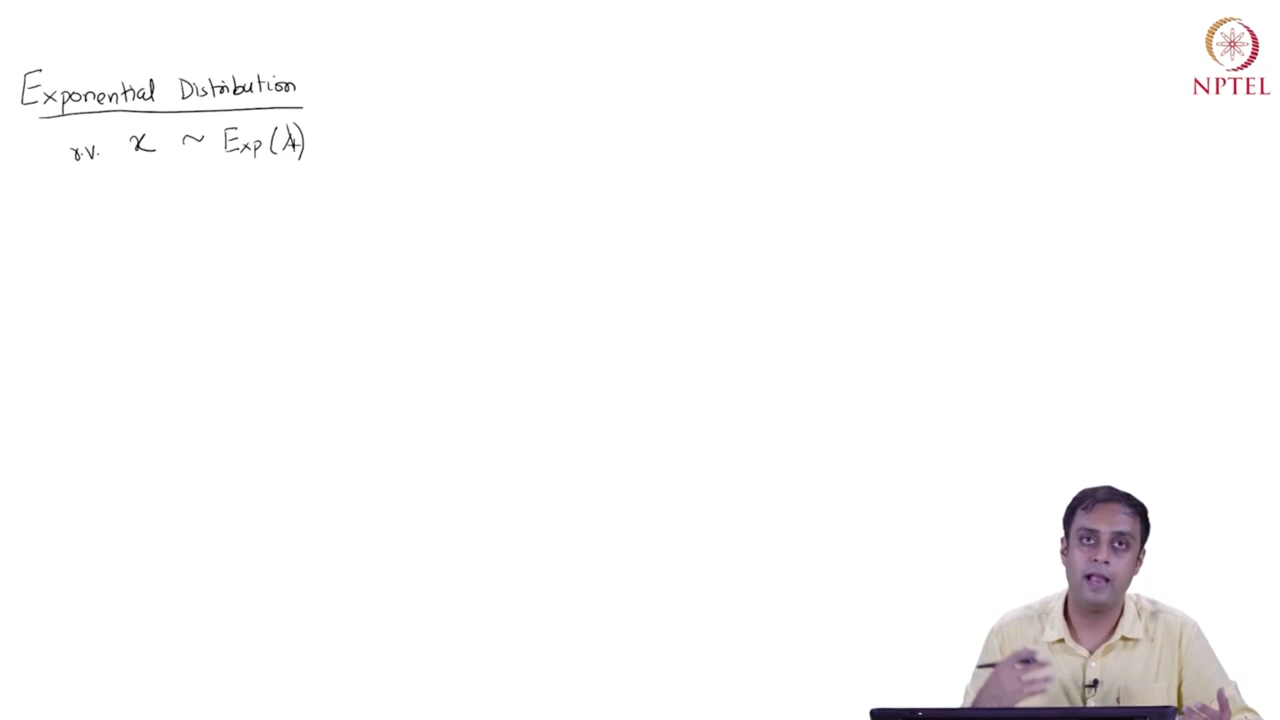 Exponential Distribution
r.v. x ~ Exp(λ)
NPTEL